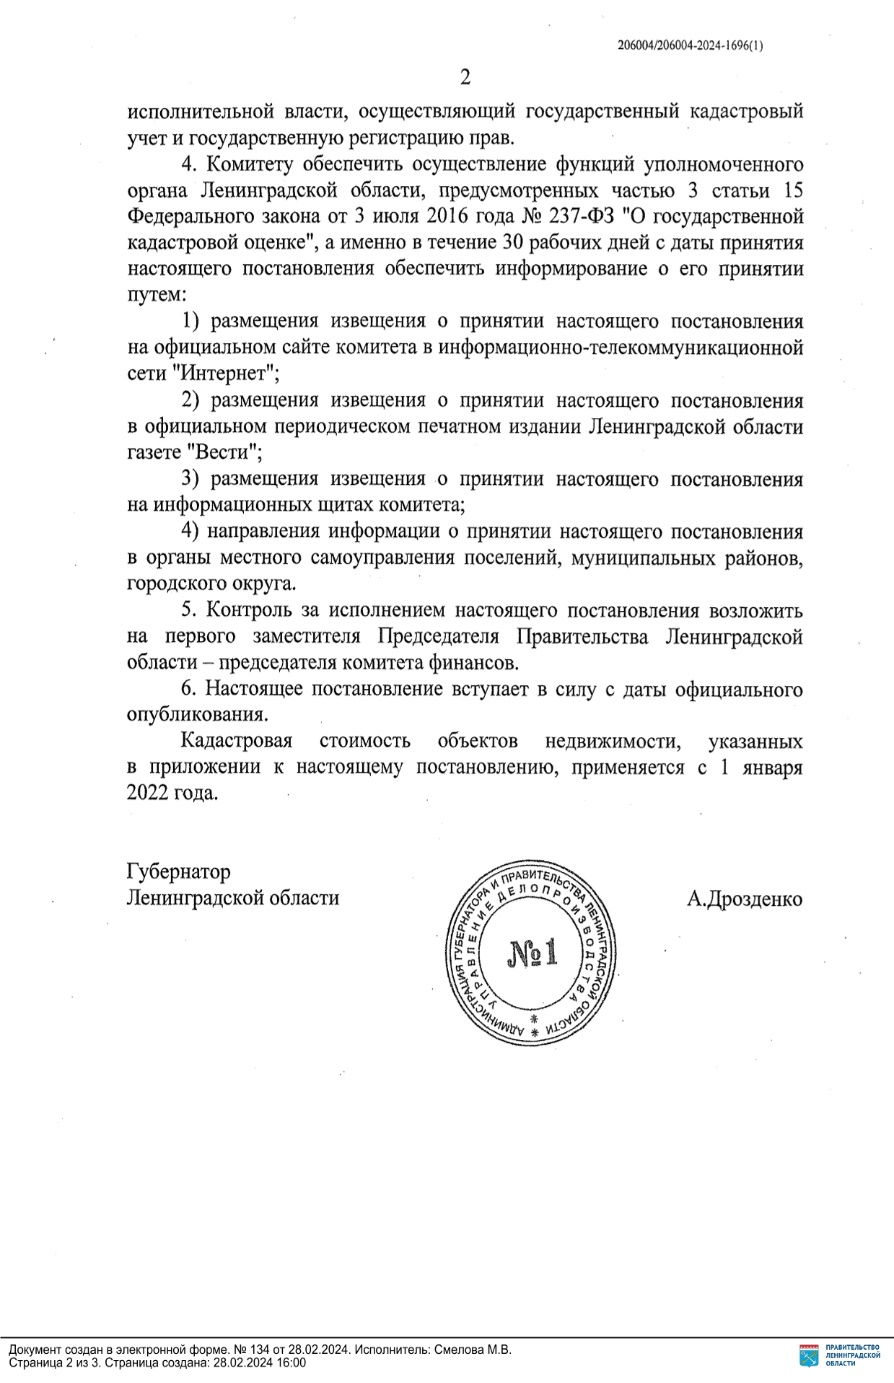 206004/206004-2024-1696(1)
2
исполнительной власти, осуществляющий государственный кадастровый
учет и государственную регистрацию прав.
4. Комитету обеспечить осуществление функций уполномоченного
органа Ленинградской области, предусмотренных частью 3 статьи 15
Федерального закона от 3 июля 2016 года № 237-ФЗ "О государственной
кадастровой оценке", а именно в течение 30 рабочих дней с даты принятия
настоящего постановления обеспечить информирование о его принятии
путем:
1) размещения извещения о принятии настоящего постановления
на официальном сайте комитета в информационно-телекоммуникационной
сети "Интернет";
2) размещения извещения о принятии настоящего постановления
в официальном периодическом печатном издании Ленинградской области
газете "Вести";
3) размещения извещения о принятии настоящего постановления
на информационных щитах комитета;
4) направления информации о принятии настоящего постановления
в органы местного самоуправления поселений, муниципальных районов,
городского округа.
5. Контроль за исполнением настоящего постановления возложить
на первого заместителя Председателя Правительства Ленинградской
области – председателя комитета финансов.
6. Настоящее постановление вступает в силу с даты официального
опубликования.
Кадастровая стоимость объектов недвижимости, указанных
в приложении к настоящему постановлению, применяется с 1 января
2022 года.
Губернатор
Ленинградской области
А.Дрозденко
АДМИНИСТРАЦИЯ ГУБЕРНАТОРА И ПРАВИТЕЛЬСТВА ЛЕНИНГРАДСКОЙ ОБЛАСТИ *
УПРАВЛЕНИЕ ДЕЛОПРОИЗВОДСТВА *
№1
Документ создан в электронной форме. № 134 от 28.02.2024. Исполнитель: Смелова М.В.
Страница 2 из 3. Страница создана: 28.02.2024 16:00
ПРАВИТЕЛЬСТВО
ЛЕНИНГРАДСКОЙ
ОБЛАСТИ